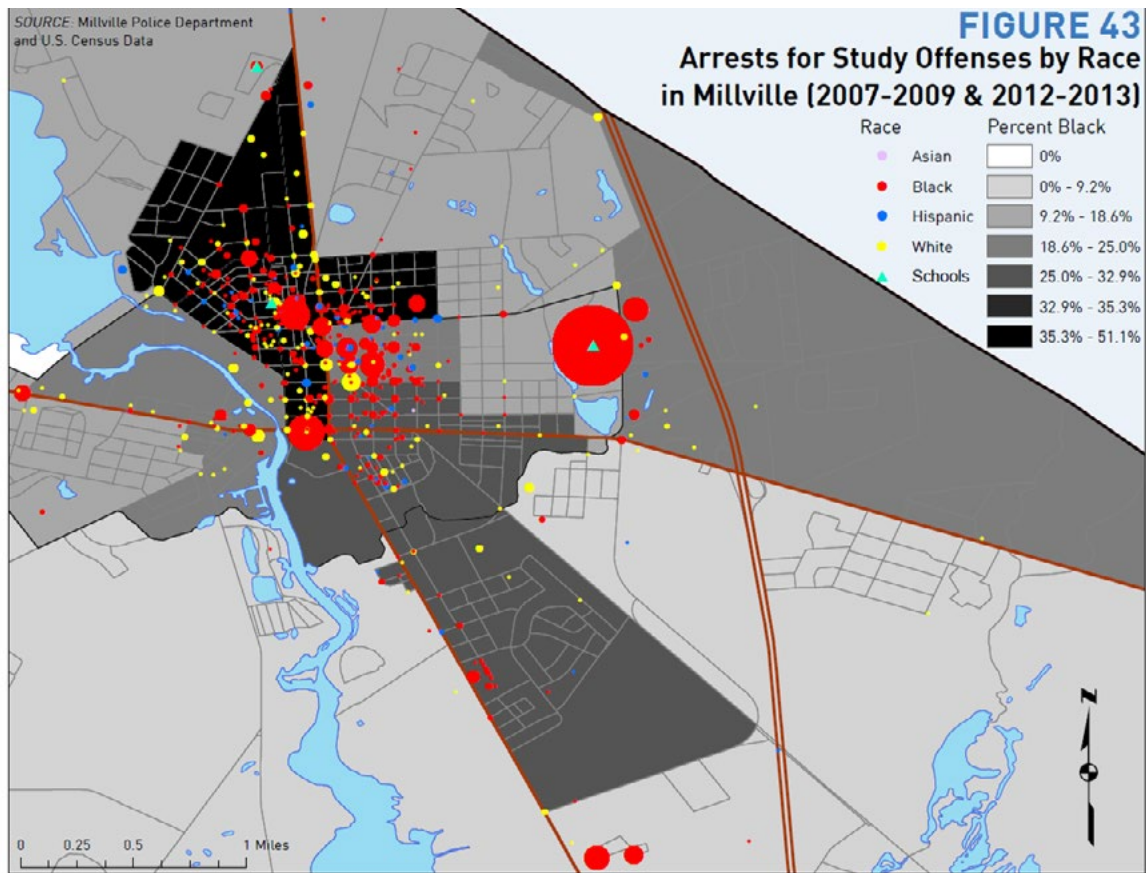 SOURCE: Millville Police Department
and U.S. Census Data
FIGURE 43
Arrests for Study Offenses by Race
in Millville (2007-2009 & 2012-2013)
Race
Percent Black
Asian
0%
Black
0% - 9.2%
Hispanic
9.2% - 18.6%
White
18.6% - 25.0%
Schools
25.0% - 32.9%
32.9% - 35.3%
35.3% - 51.1%
N
0 0.25 0.5 1 Miles